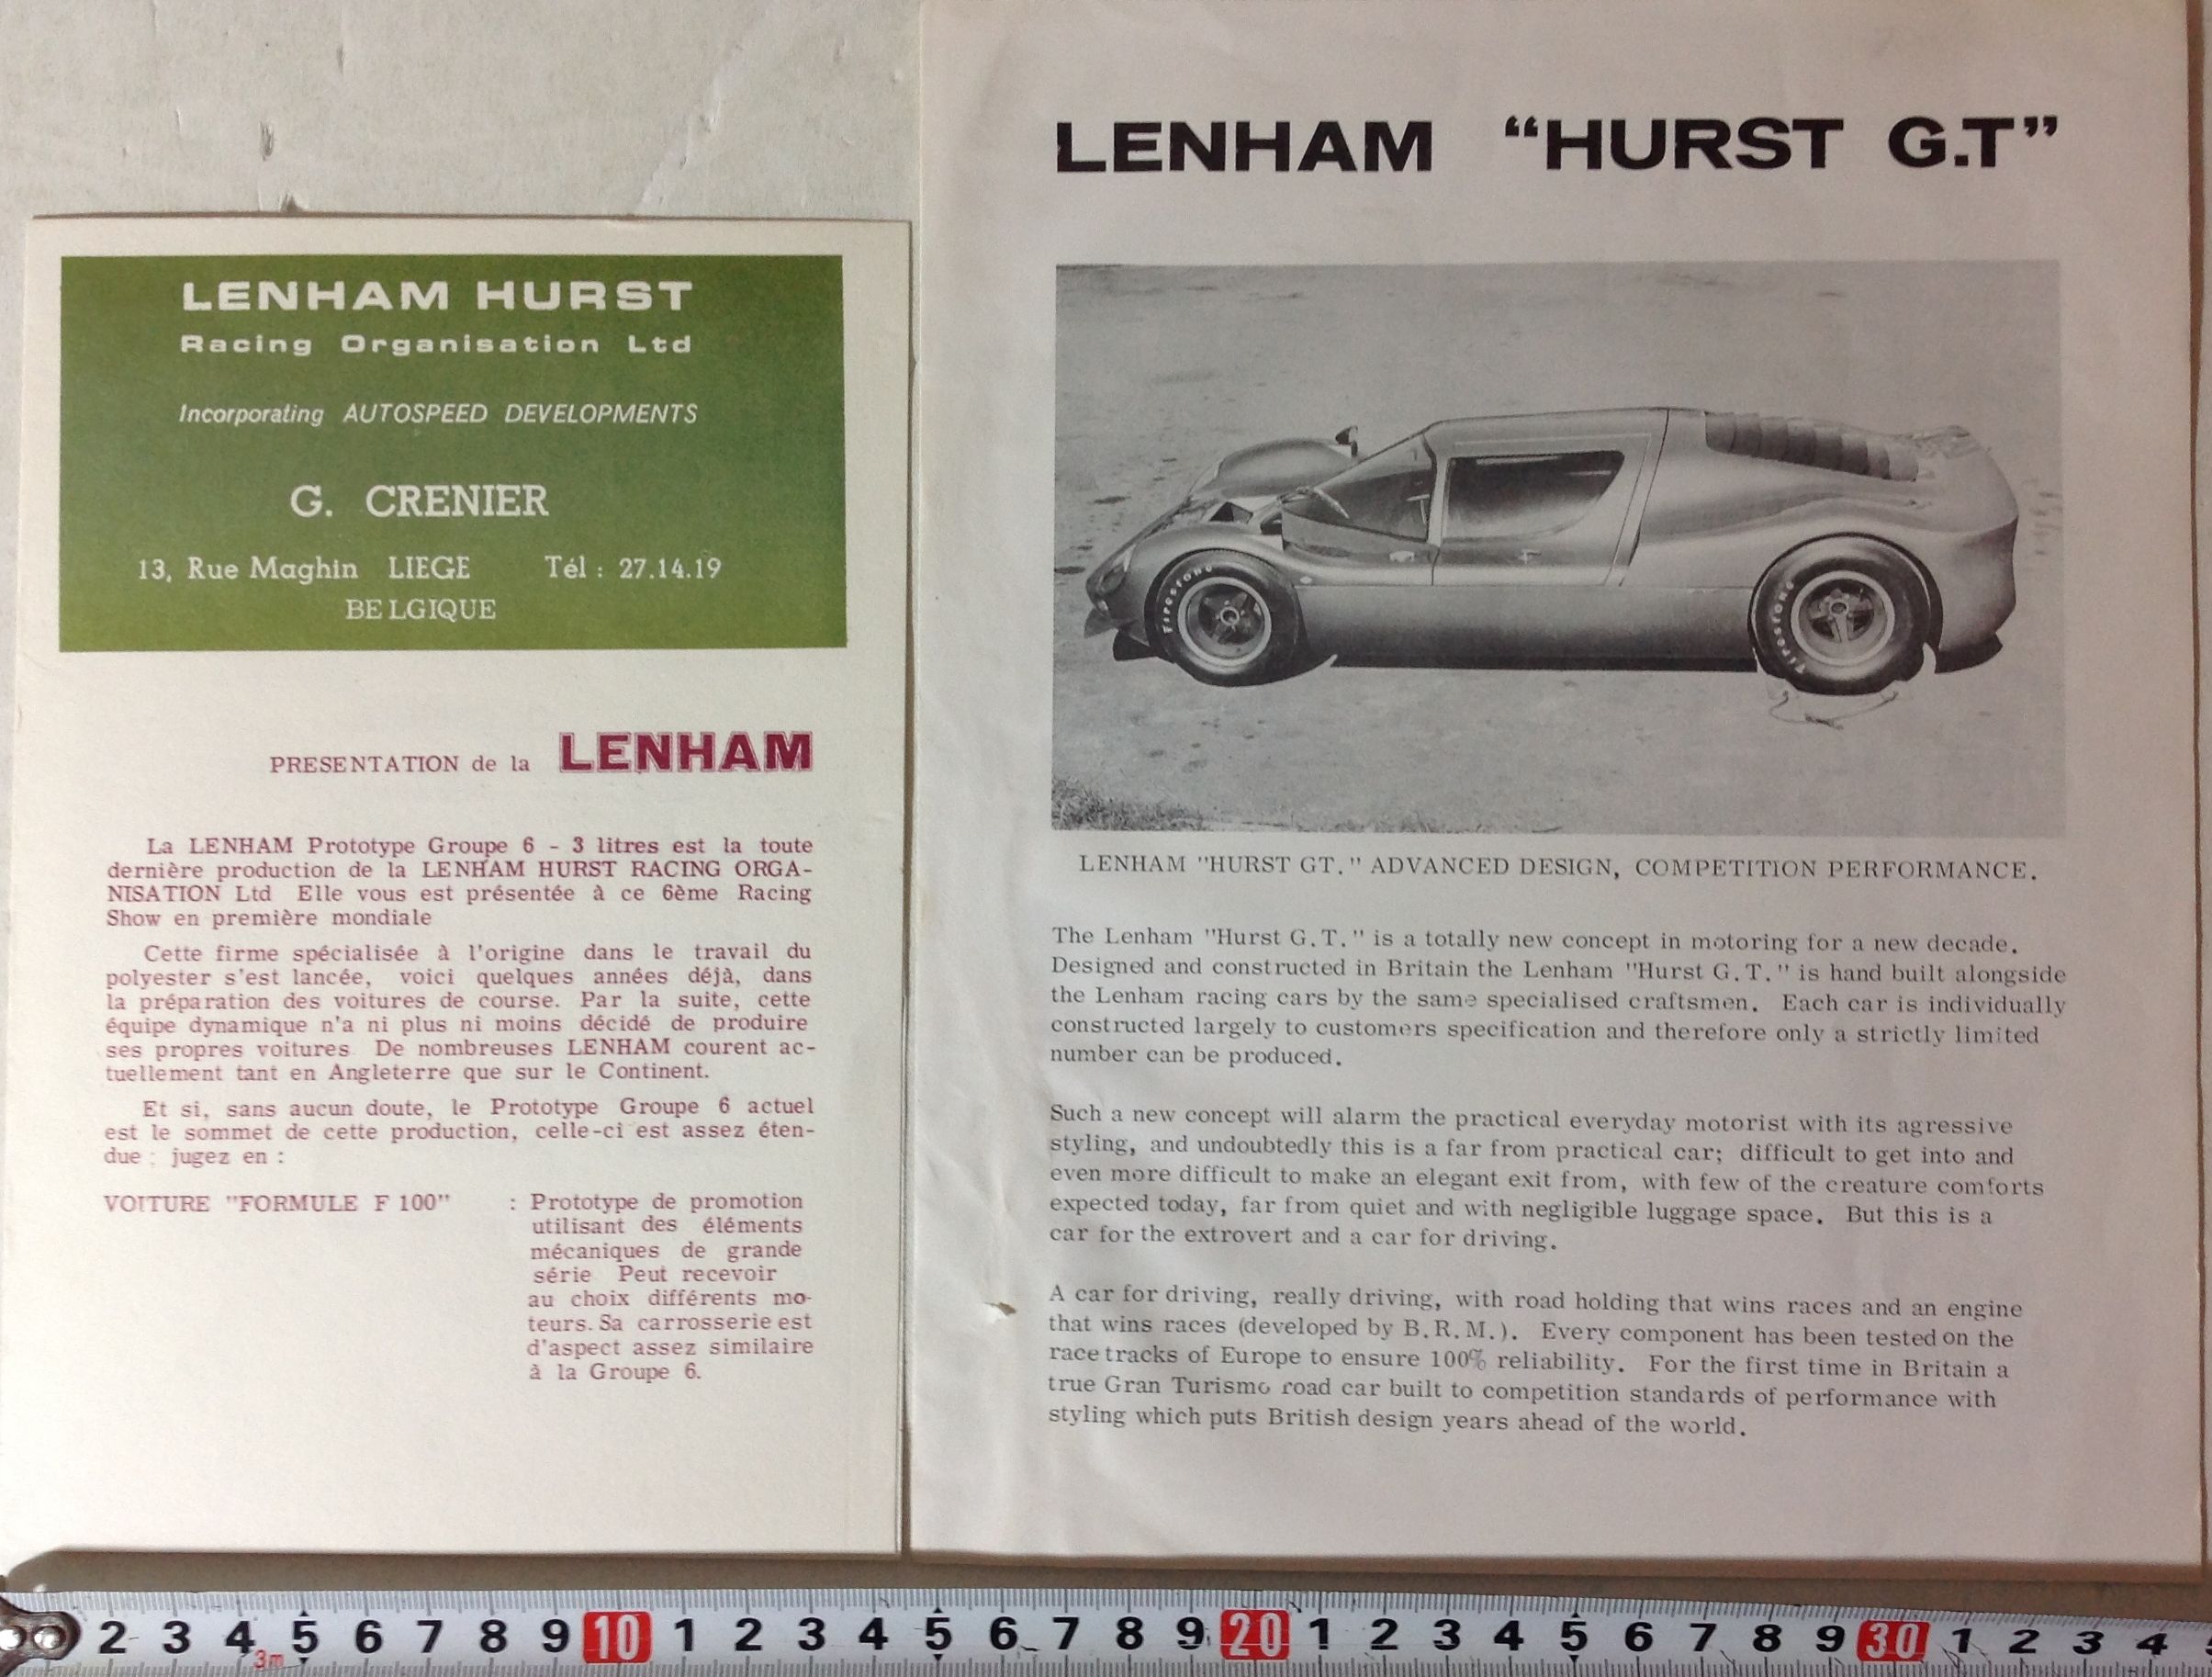 LENHAM HURST
Racing Organisation Ltd
Incorporating AUTOSPEED DEVELOPMENTS
G. CRENIER
13, Rue Maghin LIEGE Tél : 27.14.19
BELGIQUE
PRESENTATION de la LENHAM
La LENHAM Prototype Groupe 6 - 3 litres est la toute
dernière production de la LENHAM HURST RACING ORGA-
NISATION Ltd Elle vous est présentée à ce 6ème Racing
Show en première mondiale
Cette firme spécialisée à l'origine dans le travail du
polyester s'est lancée, voici quelques années déjà, dans
la préparation des voitures de course. Par la suite, cette
équipe dynamique n'a ni plus ni moins décidé de produire
ses propres voitures De nombreuses LENHAM courent ac-
tuellement tant en Angleterre que sur le Continent.
Et si, sans aucun doute, le Prototype Groupe 6 actuel
est le sommet de cette production, celle-ci est assez éten-
due : jugez en :
VOITURE "FORMULE F 100" : Prototype de promotion
utilisant des éléments
mécaniques de grande
série Peut recevoir
au choix différents mo-
teurs. Sa carrosserie est
d'aspect assez similaire
à la Groupe 6.
LENHAM “HURST G.T”
Firestone
Firestone
LENHAM "HURST GT." ADVANCED DESIGN, COMPETITION PERFORMANCE.
The Lenham "Hurst G.T." is a totally new concept in motoring for a new decade.
Designed and constructed in Britain the Lenham "Hurst G.T." is hand built alongside
the Lenham racing cars by the same specialised craftsmen. Each car is individually
constructed largely to customers specification and therefore only a strictly limited
number can be produced.
Such a new concept will alarm the practical everyday motorist with its agressive
styling, and undoubtedly this is a far from practical car; difficult to get into and
even more difficult to make an elegant exit from, with few of the creature comforts
expected today, far from quiet and with negligible luggage space. But this is a
car for the extrovert and a car for driving.
A car for driving, really driving, with road holding that wins races and an engine
that wins races (developed by B.R.M.). Every component has been tested on the
race tracks of Europe to ensure 100% reliability. For the first time in Britain a
true Gran Turismo road car built to competition standards of performance with
styling which puts British design years ahead of the world.
2 3 4 5 6 7 8 9 10 1 2 3 4 5 6 7 8 9 20 1 2 3 4 5 6 7 8 9 30 1 2 3 4
3m